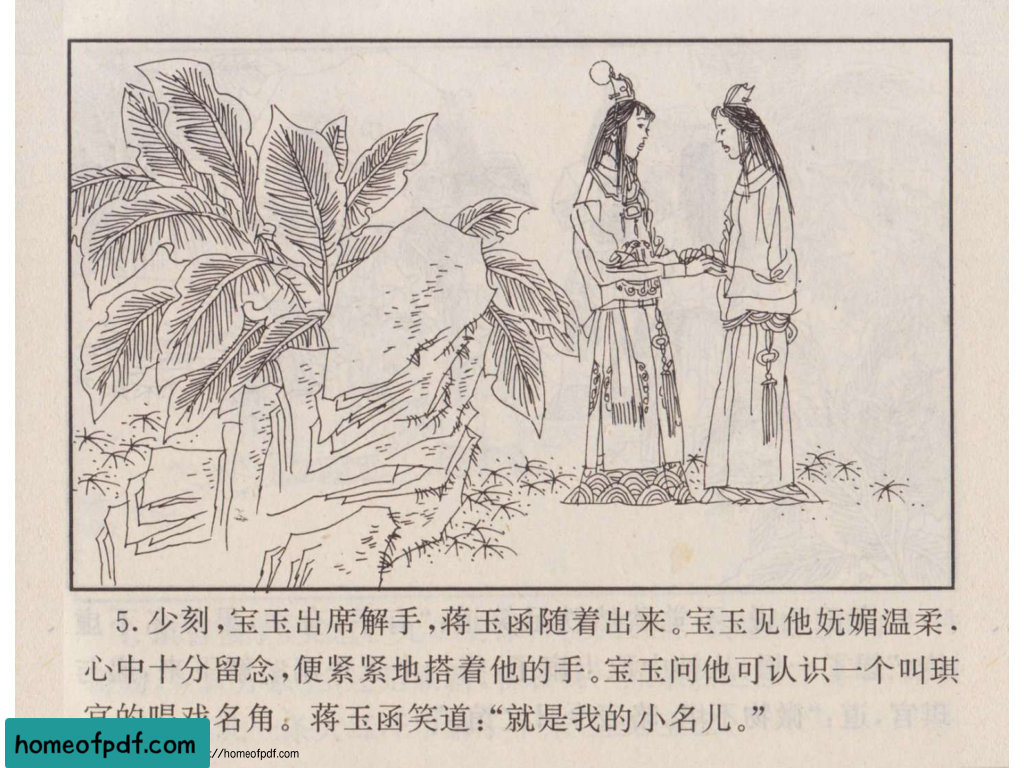 5. 少刻，宝玉出席解手，蒋玉函随着出来。宝玉见他妩媚温柔，
心中十分留念，便紧紧地搭着他的手。宝玉问他可认识一个叫琪
官的唱戏名角。蒋玉函笑道：“就是我的小名儿。”
homeofpdf.com
://homeofpdf.com